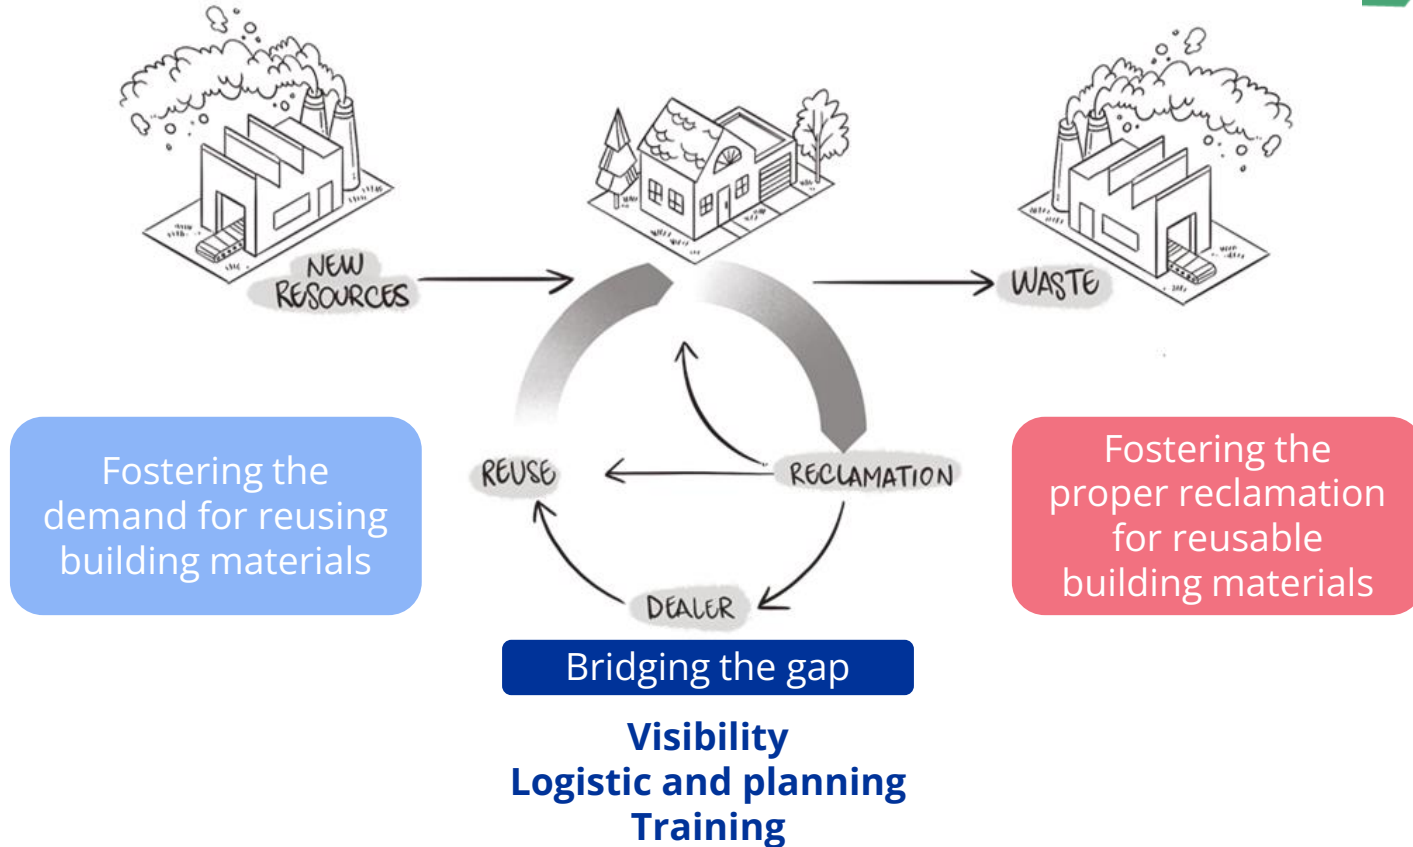 NEW
RESOURCES
WASTE
REUSE
RECLAMATION
DEALER
Fostering the
demand for reusing
building materials
Fostering the
proper reclamation
for reusable
building materials
Bridging the gap
Visibility
Logistic and planning
Training